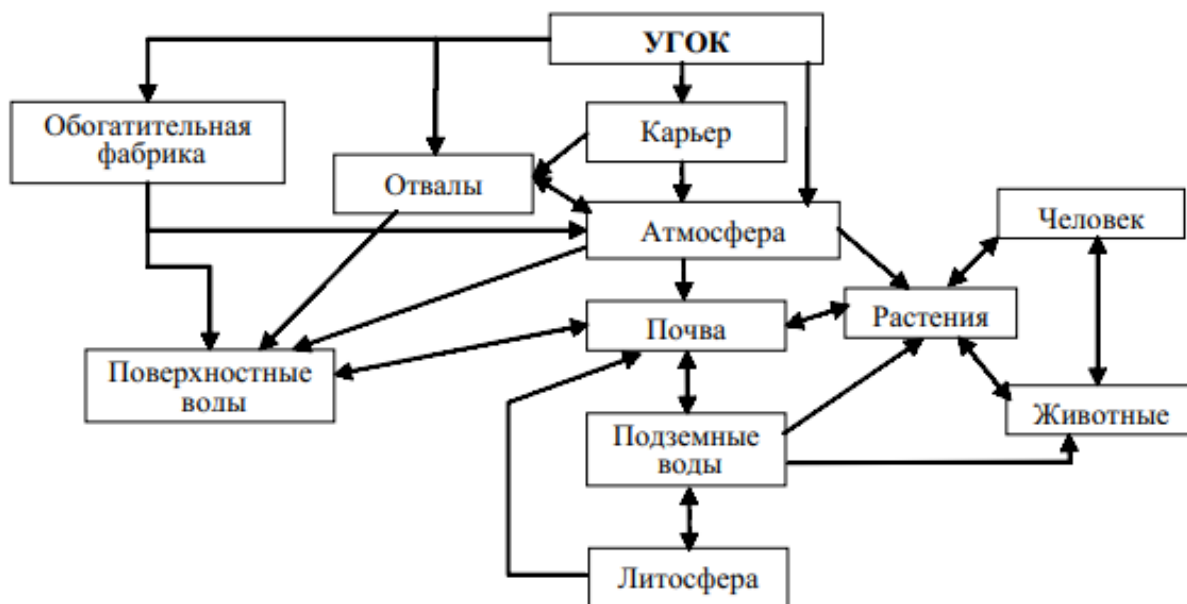 УГОК
Обогатительная
фабрика
Карьер
Отвалы
Атмосфера
Человек
Растения
Почва
Поверхностные
воды
Животные
Подземные
воды
Литосфера